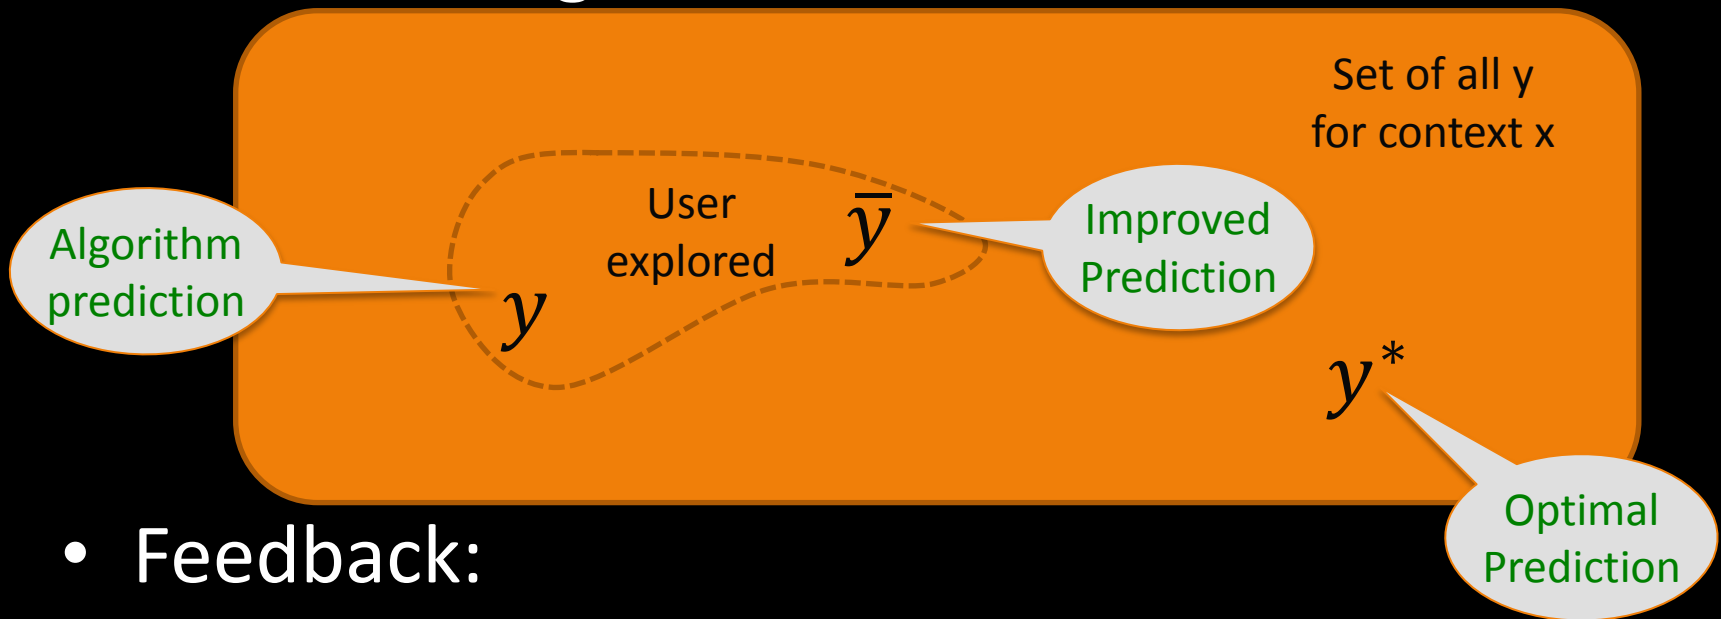 Set of all y
for context x
User
explored
y̅
Algorithm
prediction
y
Improved
Prediction
y*
Optimal
Prediction
• Feedback: